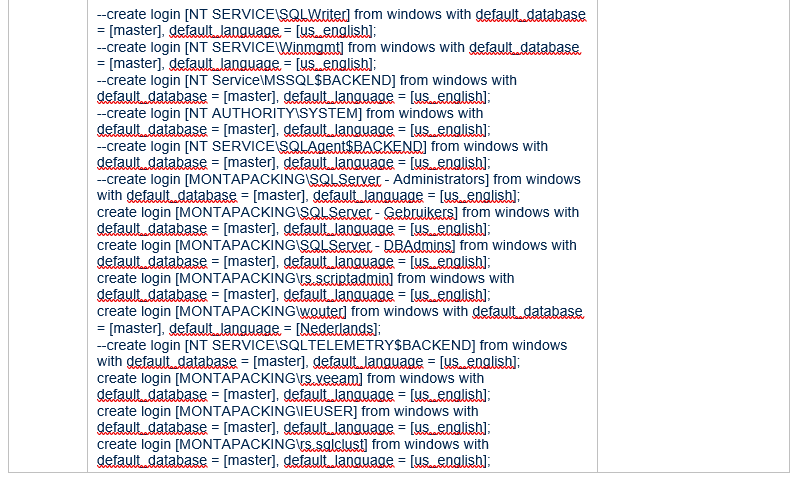 --create login [NT SERVICE\SQLWriter] from windows with default_database
= [master], default_language = [us_english];
--create login [NT SERVICE\Winmgmt] from windows with default_database
= [master], default_language = [us_english];
--create login [NT Service\MSSQL$BACKEND] from windows with
default_database = [master], default_language = [us_english];
--create login [NT AUTHORITY\SYSTEM] from windows with
default_database = [master], default_language = [us_english];
--create login [NT SERVICE\SQLAgent$BACKEND] from windows with
default_database = [master], default_language = [us_english];
--create login [MONTAPACKING\SQLServer - Administrators] from windows
with default_database = [master], default_language = [us_english];
create login [MONTAPACKING\SQLServer - Gebruikers] from windows with
default_database = [master], default_language = [us_english];
create login [MONTAPACKING\SQLServer - DBAdmins] from windows with
default_database = [master], default_language = [us_english];
create login [MONTAPACKING\rs.scriptadmin] from windows with
default_database = [master], default_language = [us_english];
create login [MONTAPACKING\wouter] from windows with default_database
= [master], default_language = [Nederlands];
--create login [NT SERVICE\SQLTELEMETRY$BACKEND] from windows
with default_database = [master], default_language = [us_english];
create login [MONTAPACKING\rs.veeam] from windows with
default_database = [master], default_language = [us_english];
create login [MONTAPACKING\IEUSER] from windows with
default_database = [master], default_language = [us_english];
create login [MONTAPACKING\rs.sqlclust] from windows with
default_database = [master], default_language = [us_english];